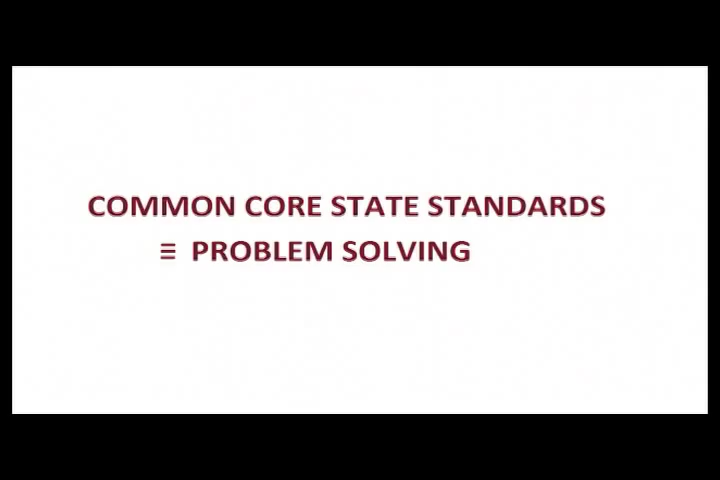 COMMON CORE STATE STANDARDS
≡ PROBLEM SOLVING